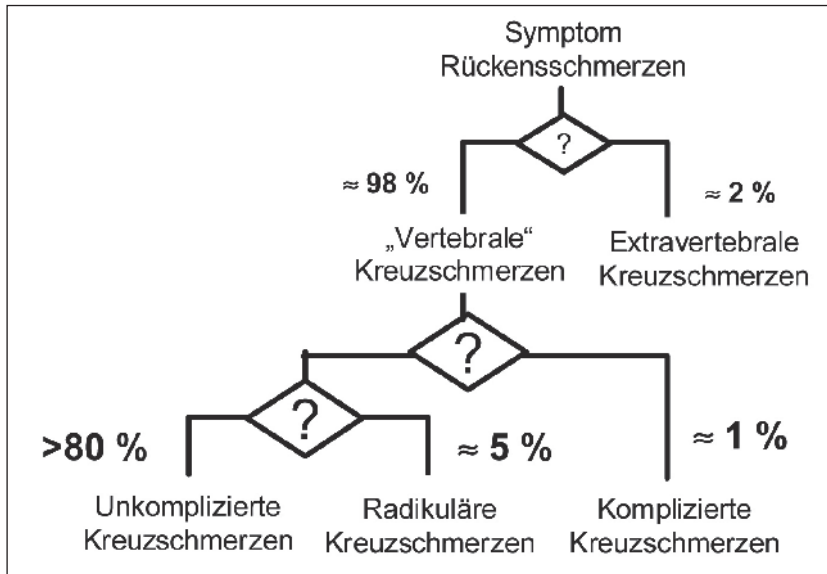 Symptom
Rückensschmerzen
?
≈ 98 %
≈ 2 %
„Vertebrale“
Kreuzschmerzen
Extravertebrale
Kreuzschmerzen
?
?
>80 %
≈ 5 %
≈ 1 %
Unkomplizierte
Kreuzschmerzen
Radikuläre
Kreuzschmerzen
Komplizierte
Kreuzschmerzen